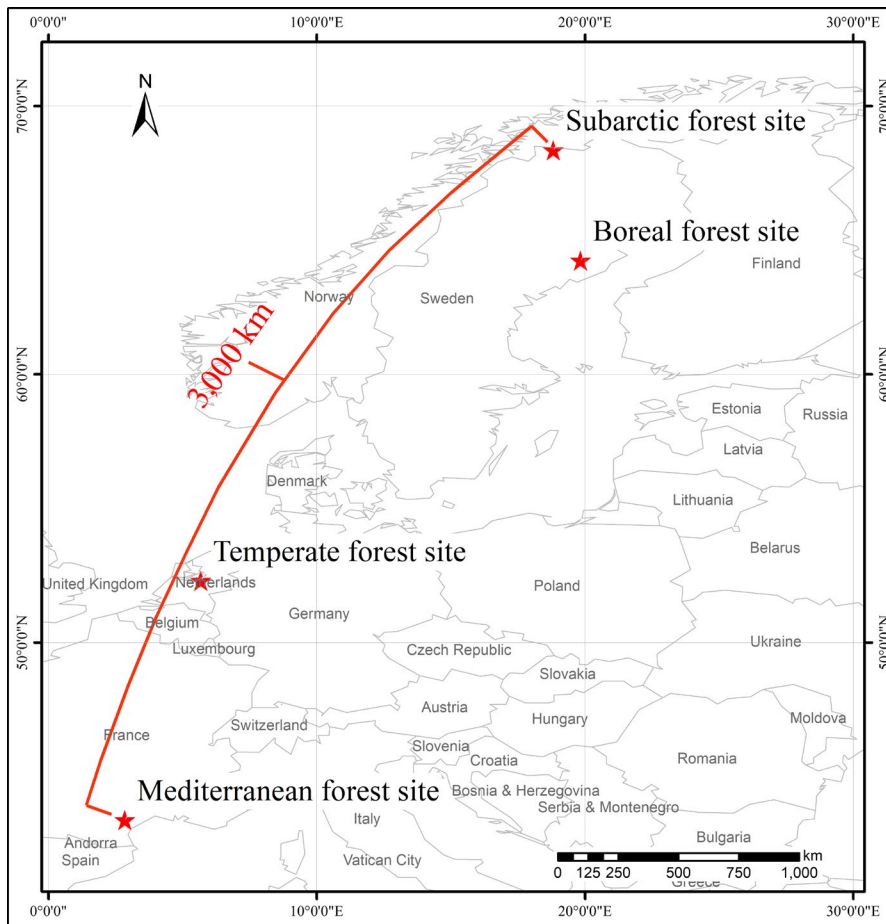 0°0'0" 10°0'0"E 20°0'0"E 30°0'0"E
N
70°0'0"N 70°0'0"N
Subarctic forest site
Boreal forest site
Finland
Norway Sweden
3,000 km
60°0'0"N 60°0'0"N
Estonia Russia
Latvia
Denmark
Lithuania
Temperate forest site
Belarus
United Kingdom Netherlands Poland
Germany
Belgium
Ukraine
Luxembourg Czech Republic
50°0'0"N 50°0'0"N
Slovakia
Austria
Hungary Moldova
France Switzerland
Slovenia
Croatia Romania
Mediterranean forest site Bosnia & Herzegovina
Serbia & Montenegro
Italy
Andorra Bulgaria
Spain Vatican City
km
0 125 250 500 750 1,000
Greece
0°0'0" 10°0'0"E 20°0'0"E 30°0'0"E